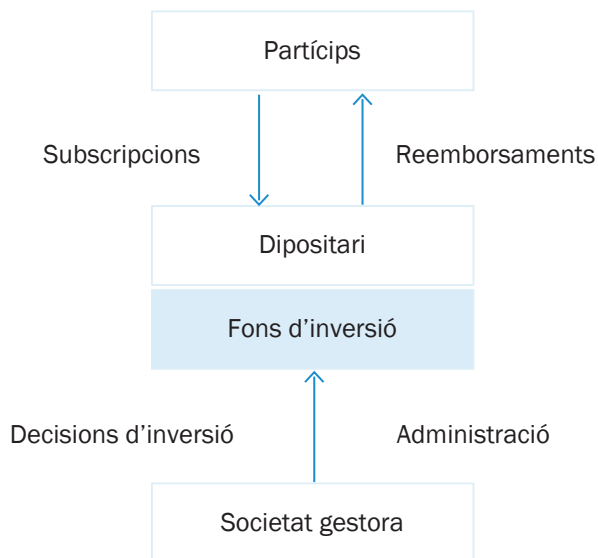 Partícips
Subscripcions
Reemborsaments
Dipositari
Fons d’inversió
Decisions d’inversió
Administració
Societat gestora